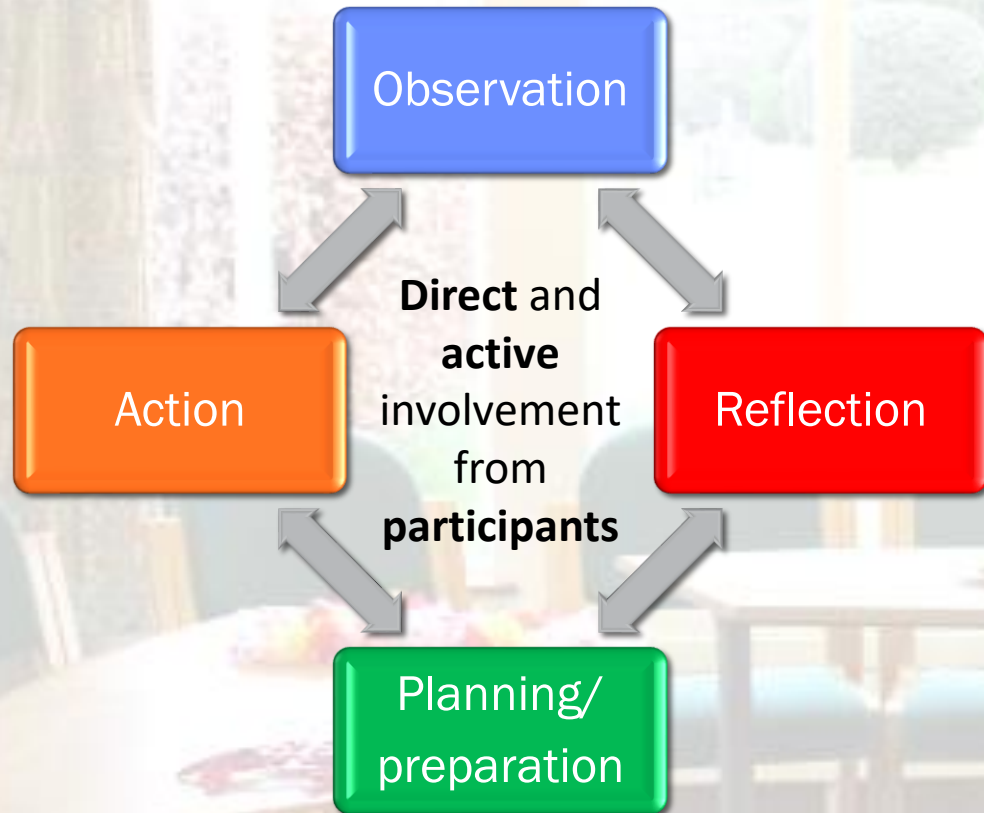 Observation
Direct and
active
involvement
from
participants
Action
Reflection
Planning/
preparation